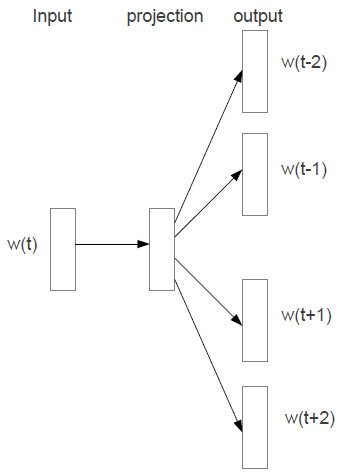 Input projection output
w(t-2)
w(t-1)
w(t)
w(t+1)
w(t+2)